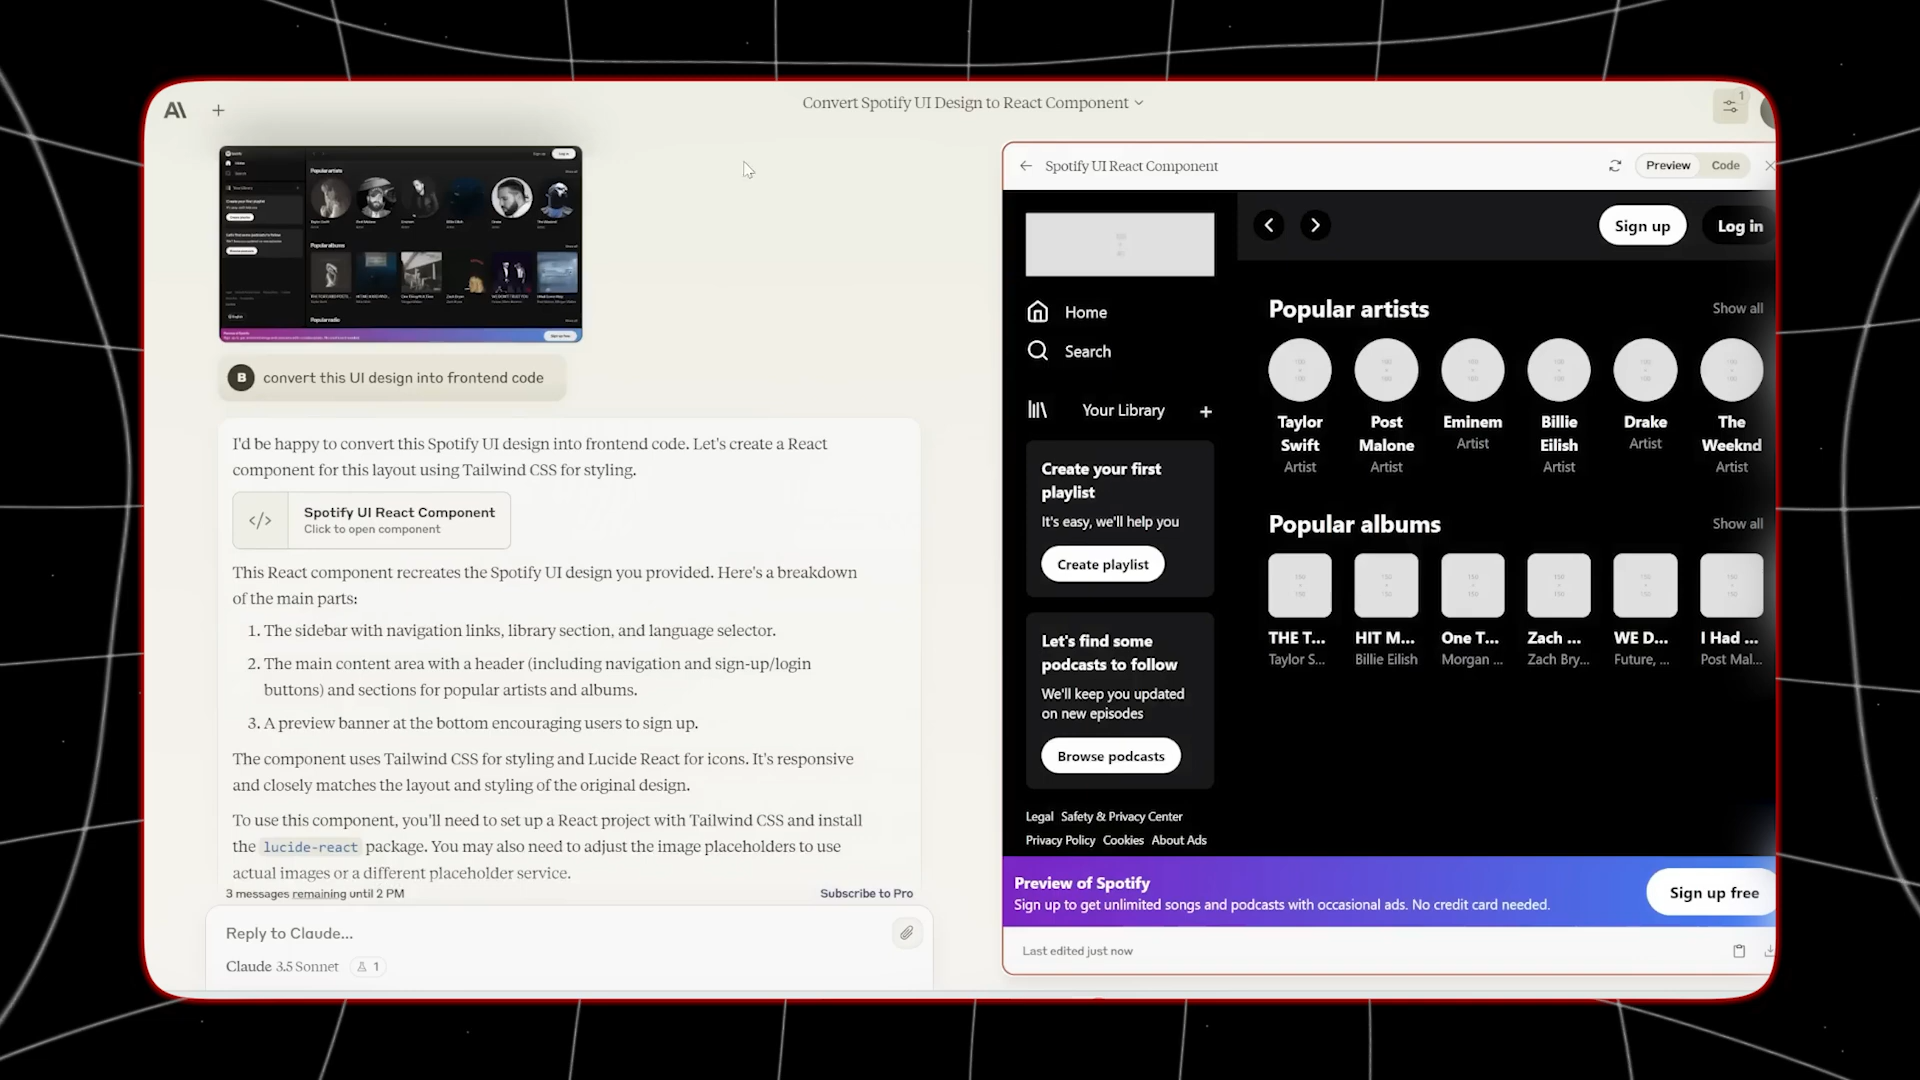 Convert Spotify UI Design to React Component
1
Popular artists
Popular albums
Popular radio
B
convert this UI design into frontend code
I'd be happy to convert this Spotify UI design into frontend code. Let's create a React
component for this layout using Tailwind CSS for styling.
</>
Spotify UI React Component
Click to open component
This React component recreates the Spotify UI design you provided. Here's a breakdown
of the main parts:
1. The sidebar with navigation links, library section, and language selector.
2. The main content area with a header (including navigation and sign-up/login
buttons) and sections for popular artists and albums.
3. A preview banner at the bottom encouraging users to sign up.
The component uses Tailwind CSS for styling and Lucide React for icons. It's responsive
and closely matches the layout and styling of the original design.
To use this component, you'll need to set up a React project with Tailwind CSS and install
the lucide-react package. You may also need to adjust the image placeholders to use
actual images or a different placeholder service.
3 messages remaining until 2 PM
Subscribe to Pro
Reply to Claude...
Claude 3.5 Sonnet
1
Spotify UI React Component
Preview
Code
Sign up
Log in
Home
Search
Your Library
Create your first
playlist
It's easy, we'll help you
Create playlist
Let's find some
podcasts to follow
We'll keep you updated
on new episodes
Browse podcasts
Legal Safety & Privacy Center
Privacy Policy Cookies About Ads
Popular artists
Show all
Taylor
Swift
Artist
Post
Malone
Artist
Eminem
Artist
Billie
Eilish
Artist
Drake
Artist
The
Weeknd
Artist
Popular albums
Show all
THE T...
Taylor S...
HIT M...
Billie Eilish
One T...
Morgan ...
Zach ...
Zach Bry...
WE D...
Future, ...
I Had ...
Post Mal...
Preview of Spotify
Sign up to get unlimited songs and podcasts with occasional ads. No credit card needed.
Sign up free
Last edited just now